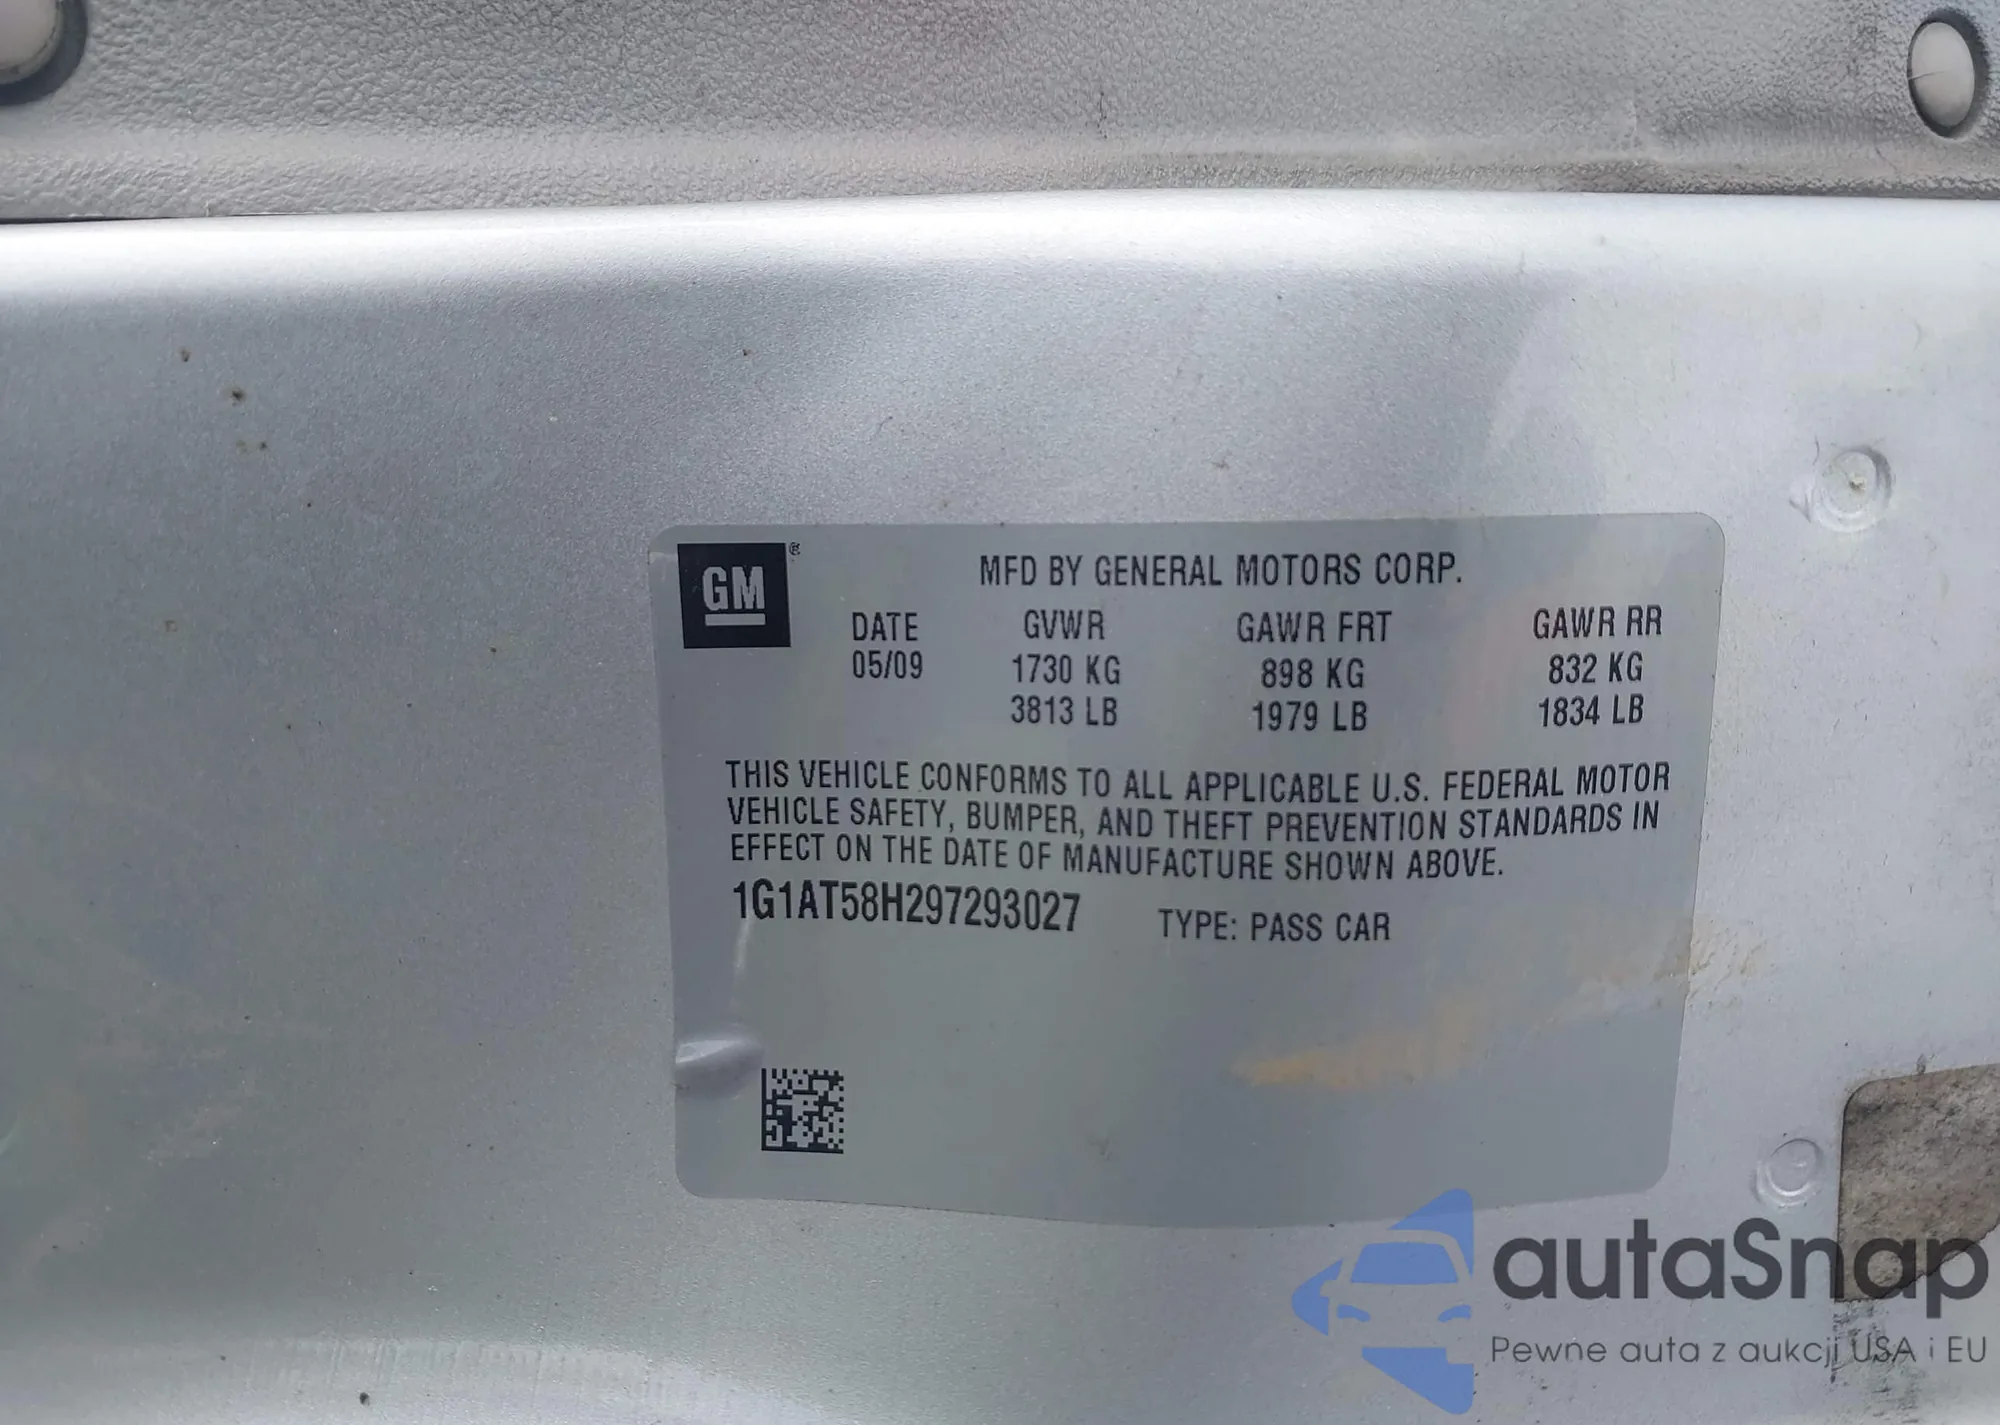 GM ®
MFD BY GENERAL MOTORS CORP.
DATE GVWR GAWR FRT GAWR RR
05/09 1730 KG 898 KG 832 KG
3813 LB 1979 LB 1834 LB
THIS VEHICLE CONFORMS TO ALL APPLICABLE U.S. FEDERAL MOTOR
VEHICLE SAFETY, BUMPER, AND THEFT PREVENTION STANDARDS IN
EFFECT ON THE DATE OF MANUFACTURE SHOWN ABOVE.
1G1AT58H297293027 TYPE: PASS CAR
autaSnap
Pewne auta z aukcji USA i EU